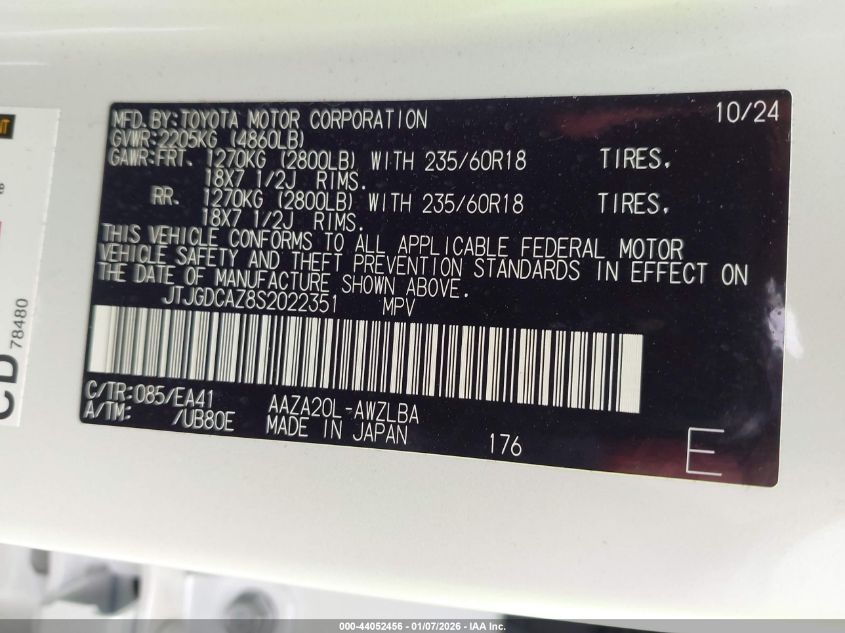 MFD. BY: TOYOTA MOTOR CORPORATION 10/24
GVWR: 2205KG (4860LB)
GAWR: FRT. 1270KG (2800LB) WITH 235/60R18 TIRES.
18X7 1/2J RIMS.
RR. 1270KG (2800LB) WITH 235/60R18 TIRES.
18X7 1/2J RIMS.
THIS VEHICLE CONFORMS TO ALL APPLICABLE FEDERAL MOTOR
VEHICLE SAFETY AND THEFT PREVENTION STANDARDS IN EFFECT ON
THE DATE OF MANUFACTURE SHOWN ABOVE.
JTJGDCAZ8S2022351 MPV
C/TR: 085/EA41 AAZA20L-AWZLBA
A/TM: /UB80E MADE IN JAPAN 176 E
78480
000-44052456 - 01/07/2026 - IAA Inc.